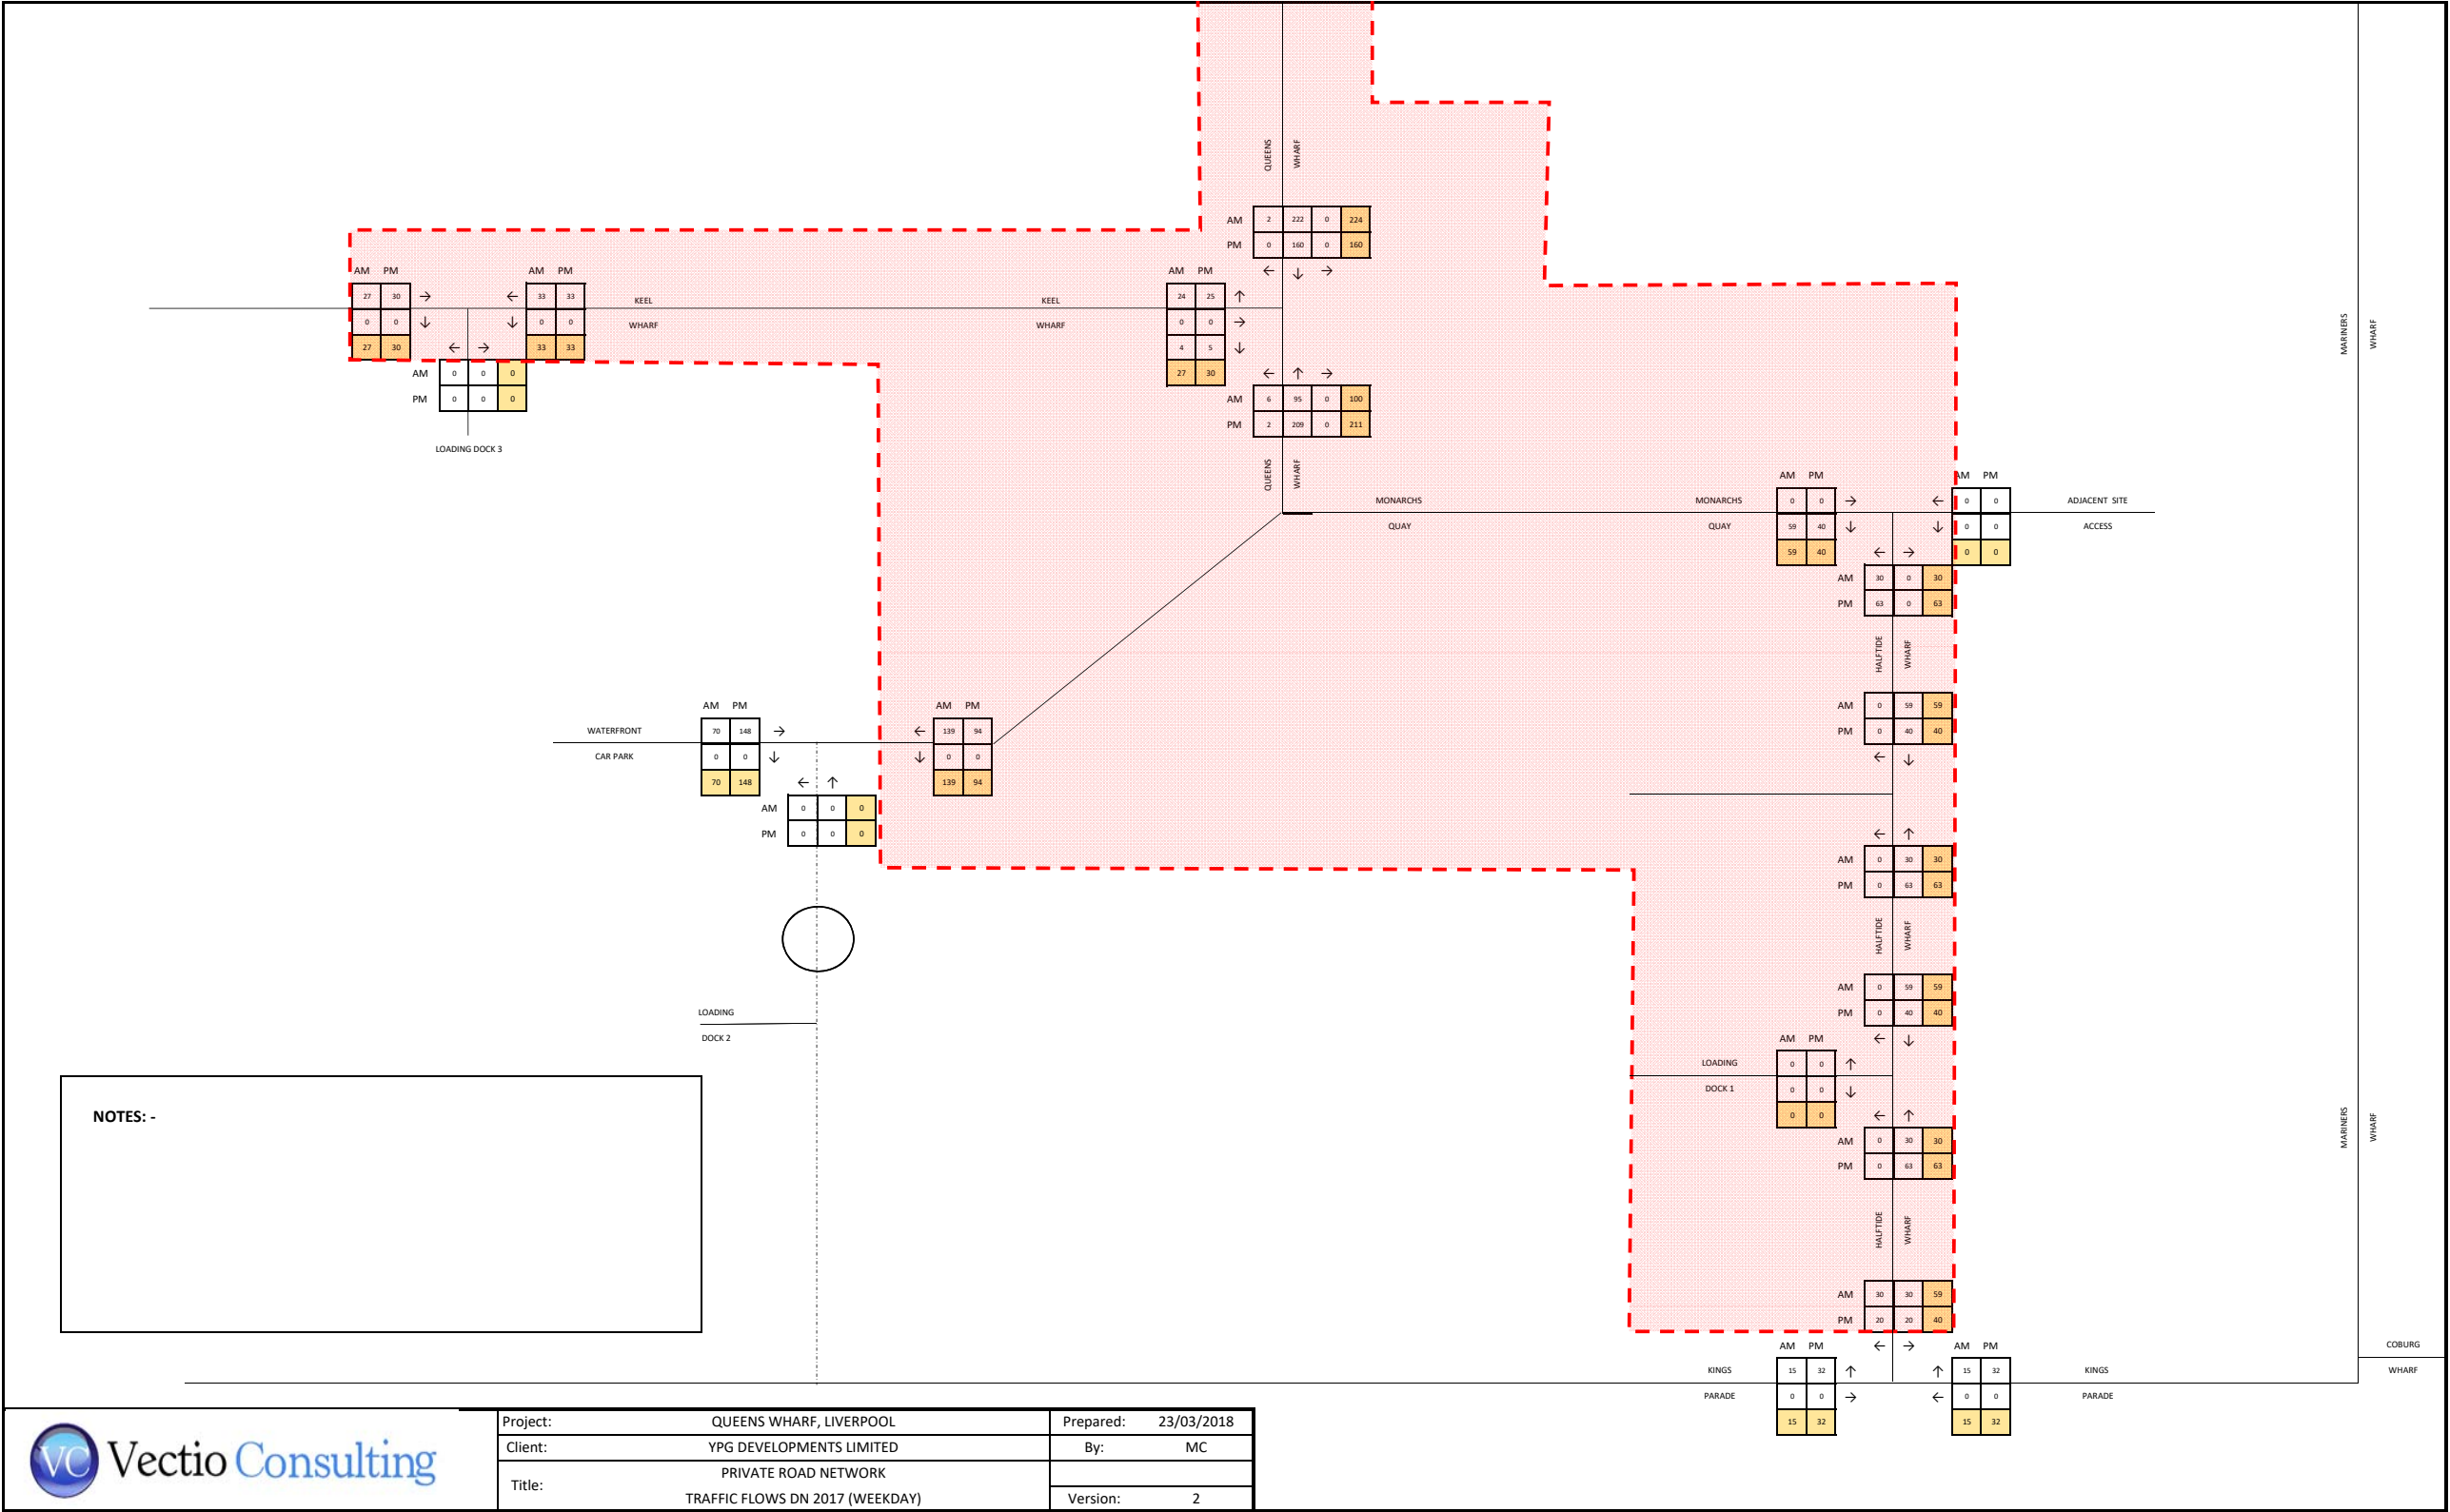 QUEENS
WHARF
AM 2 222 0 224
PM 0 160 0 160
← ↓ →
AM PM
27 30 →
0 0 ↓
27 30
AM PM
← 33 33
↓ 0 0
33 33
← →
AM 0 0 0
PM 0 0 0
LOADING DOCK 3
KEEL
WHARF
KEEL
WHARF
AM PM
24 25 ↑
0 0 →
4 5 ↓
27 30
← ↑ →
AM 6 95 0 100
PM 2 209 0 211
QUEENS
WHARF
MARINERS
WHARF
MONARCHS
QUAY
MONARCHS
QUAY
AM PM
0 0 →
59 40 ↓
59 40
AM PM
← 0 0
↓ 0 0
0 0
ADJACENT SITE
ACCESS
← →
AM 30 0 30
PM 63 0 63
HALFTIDE
WHARF
AM 0 59 59
PM 0 40 40
← ↓
WATERFRONT
CAR PARK
AM PM
70 148 →
0 0 ↓
70 148
AM PM
← 139 94
↓ 0 0
139 94
← ↑
AM 0 0 0
PM 0 0 0
← ↑
AM 0 30 30
PM 0 63 63
HALFTIDE
WHARF
AM 0 59 59
PM 0 40 40
← ↓
LOADING
DOCK 2
LOADING
DOCK 1
AM PM
0 0 ↑
0 0 ↓
0 0
← ↑
AM 0 30 30
PM 0 63 63
MARINERS
WHARF
HALFTIDE
WHARF
AM 30 30 59
PM 20 20 40
← →
KINGS
PARADE
AM PM
15 32 ↑
0 0 →
15 32
AM PM
↑ 15 32
← 0 0
15 32
KINGS
PARADE
COBURG
WHARF
NOTES: -
VC Vectio Consulting
Project: QUEENS WHARF, LIVERPOOL Prepared: 23/03/2018
Client: YPG DEVELOPMENTS LIMITED By: MC
Title: PRIVATE ROAD NETWORK
TRAFFIC FLOWS DN 2017 (WEEKDAY) Version: 2